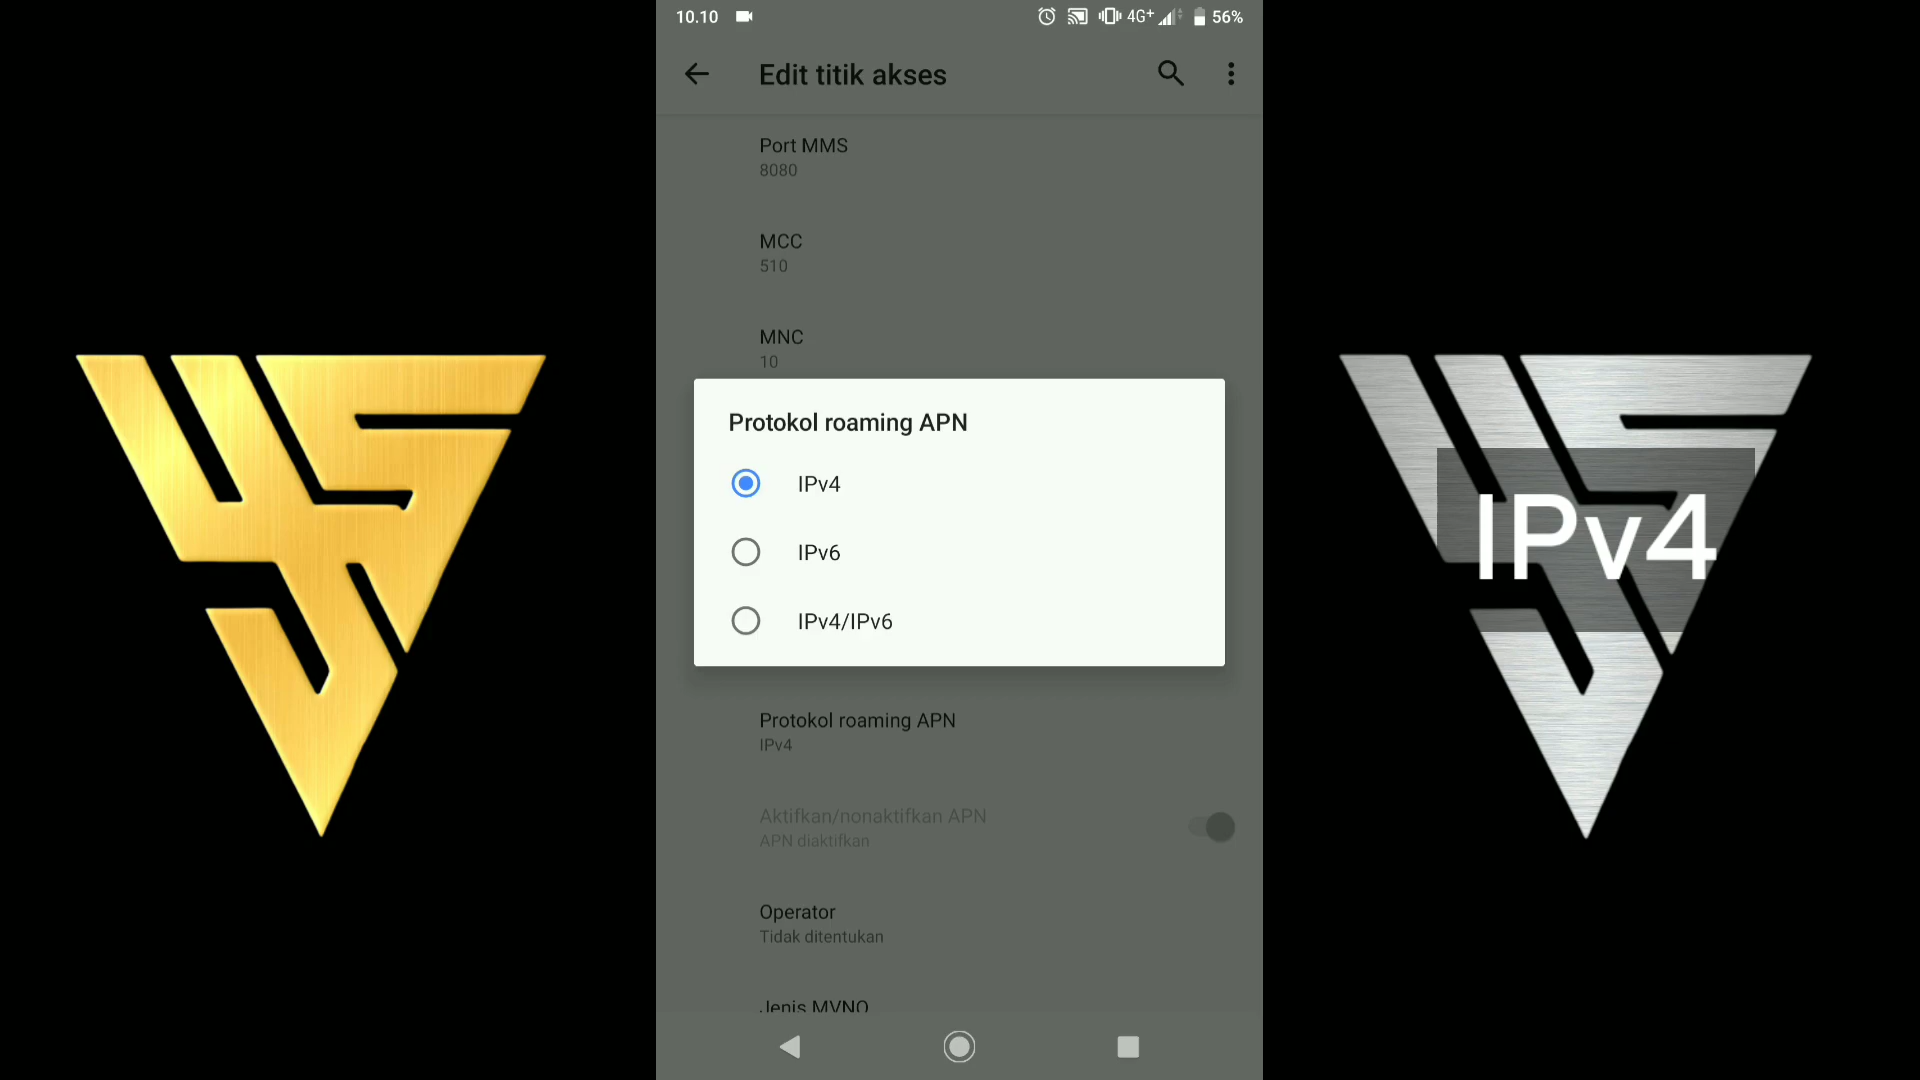 10.10
4G+
56%
Edit titik akses
Port MMS
8080
MCC
510
MNC
10
Protokol roaming APN
IPv4
IPv6
IPv4/IPv6
Protokol roaming APN
IPv4
Aktifkan/nonaktifkan APN
APN diaktifkan
Operator
Tidak ditentukan
Jenis MVNO
IPv4